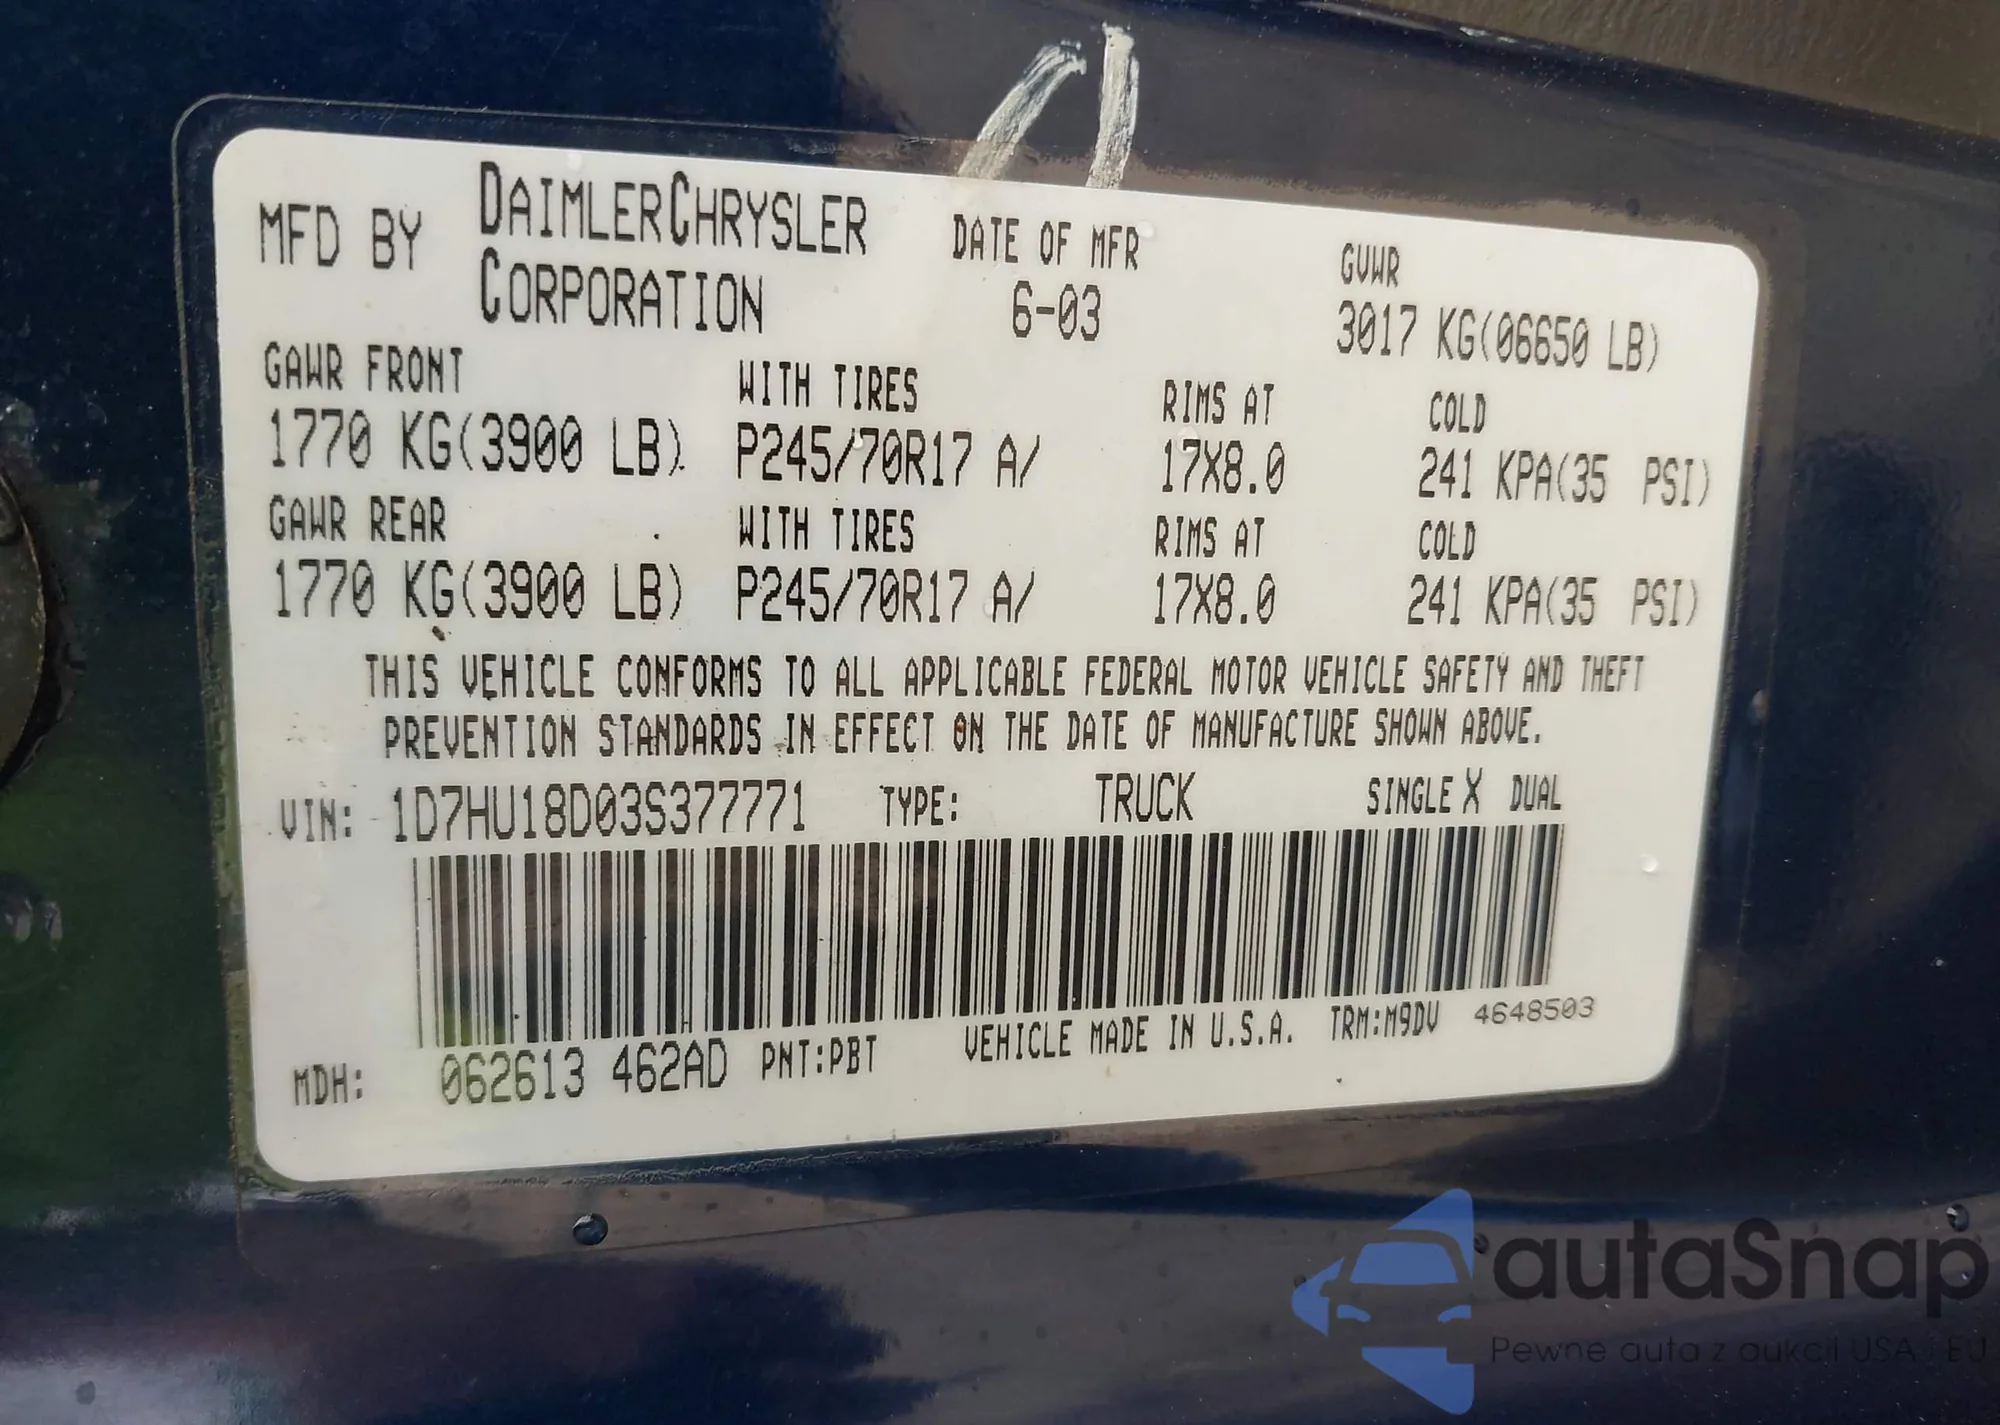 MFD BY DAIMLERCHRYSLER CORPORATION DATE OF MFR 6-03 GVWR 3017 KG(06650 LB)
GAWR FRONT WITH TIRES RIMS AT COLD
1770 KG(3900 LB) P245/70R17 A/ 17X8.0 241 KPA(35 PSI)
GAWR REAR WITH TIRES RIMS AT COLD
1770 KG(3900 LB) P245/70R17 A/ 17X8.0 241 KPA(35 PSI)
THIS VEHICLE CONFORMS TO ALL APPLICABLE FEDERAL MOTOR VEHICLE SAFETY AND THEFT
PREVENTION STANDARDS IN EFFECT ON THE DATE OF MANUFACTURE SHOWN ABOVE.
VIN: 1D7HU18D03S377771 TYPE: TRUCK SINGLE X DUAL
MDH: 062613 462AD PNT:PBT VEHICLE MADE IN U.S.A. TRM:M9DV 4648503
autaSnap
Pewne auta z aukcji USA i EU